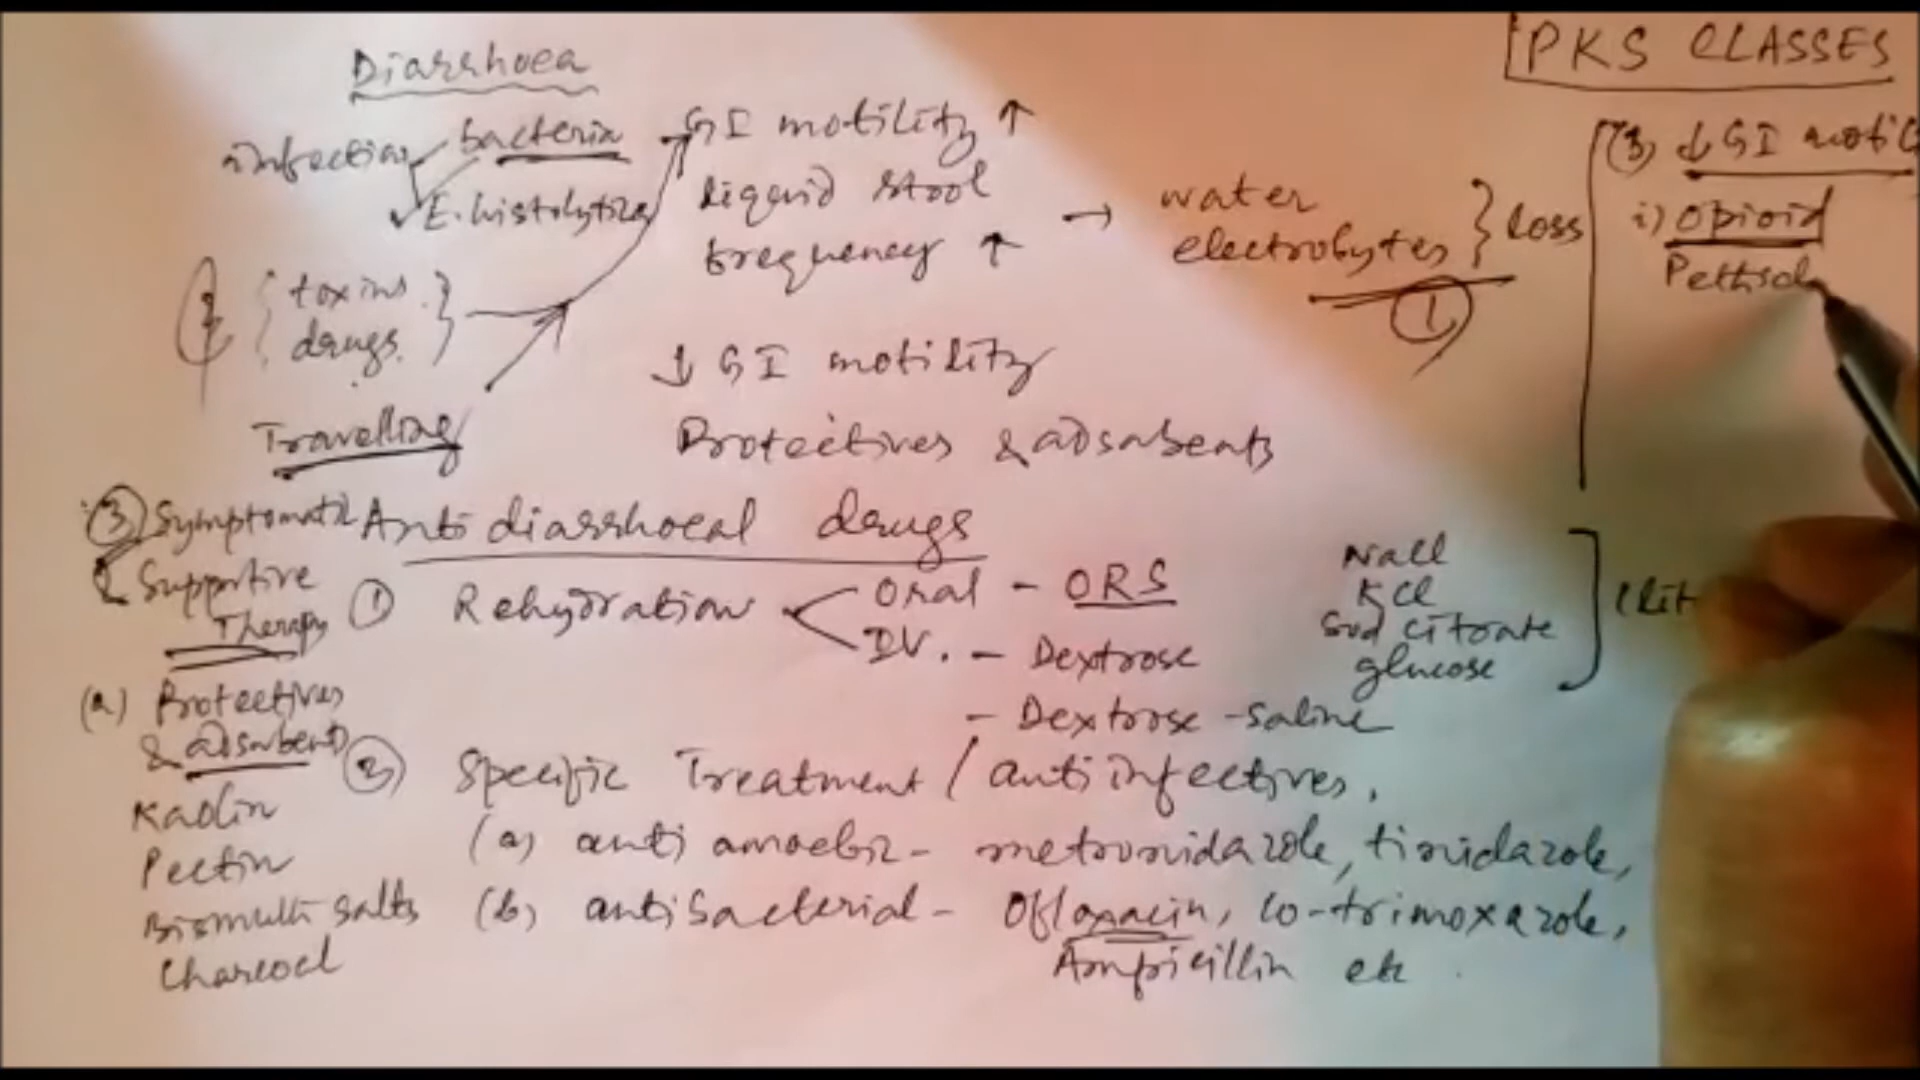 PKS CLASSES
Diarrhoea
infection bacteria
E. histolytica
GI motility ↑
liquid stool
frequency ↑
→ water
electrolytes } loss
①
{ toxins
drugs }
Travelling
↓ GI motility
Protectives & adsorbents
(3) ↓ GI motil
i) Opioid
③ Symptomatic
& Supportive
Therapy
Antidiarrhoeal drugs
① Rehydration
Oral - ORS
IV. - Dextrose
- Dextrose - saline
NaCl
KCl
Sod citrate
glucose
(a) Protectives
& adsorbents
Kaolin
Pectin
Bismuth salts
Charcoal
② Specific Treatment / antiinfectives.
(a) anti amoebic - metronidazole, tinidazole,
(b) antibacterial - Ofloxacin, Co-trimoxazole,
Ampicillin etc